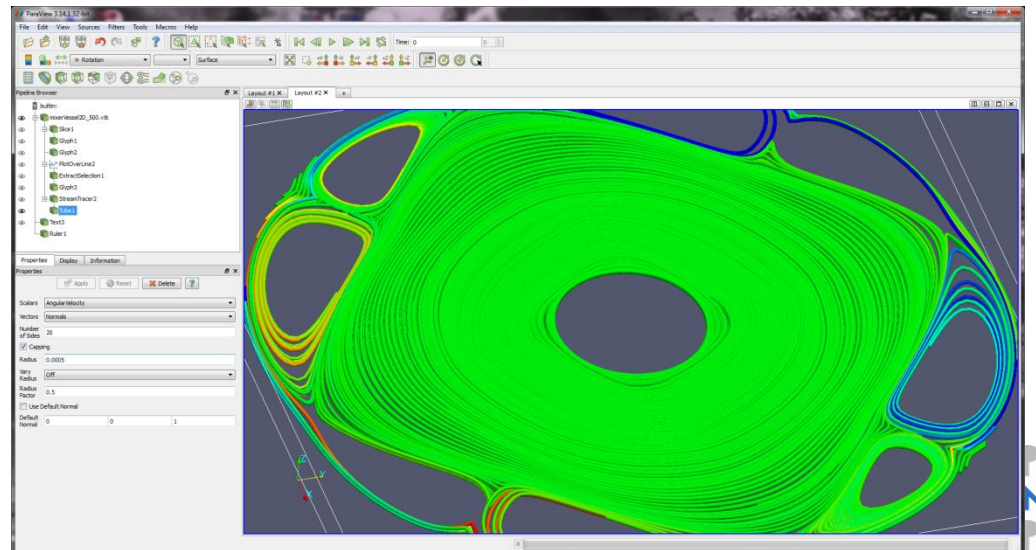 ParaView 3.14.1 32-bit
File Edit View Sources Filters Tools Macros Help
Time: 0 0
Rotation Surface
Pipeline Browser
Layout #1 Layout #2
builtin:
mixerVessel2D_500.vtk
Slice1
Glyph1
Glyph2
PlotOverLine2
ExtractSelection1
Glyph3
StreamTracer2
Tube1
Ruler1
Properties Display Information
Properties
Apply Reset Delete ?
Scalars AngularVelocity
Vectors Normals
Number
of Sides 20
Capping
Radius 0.0005
Vary
Radius Off
Radius
Factor 0.5
Use Default Normal
Default
Normal 0 0 1
Z
Y
X